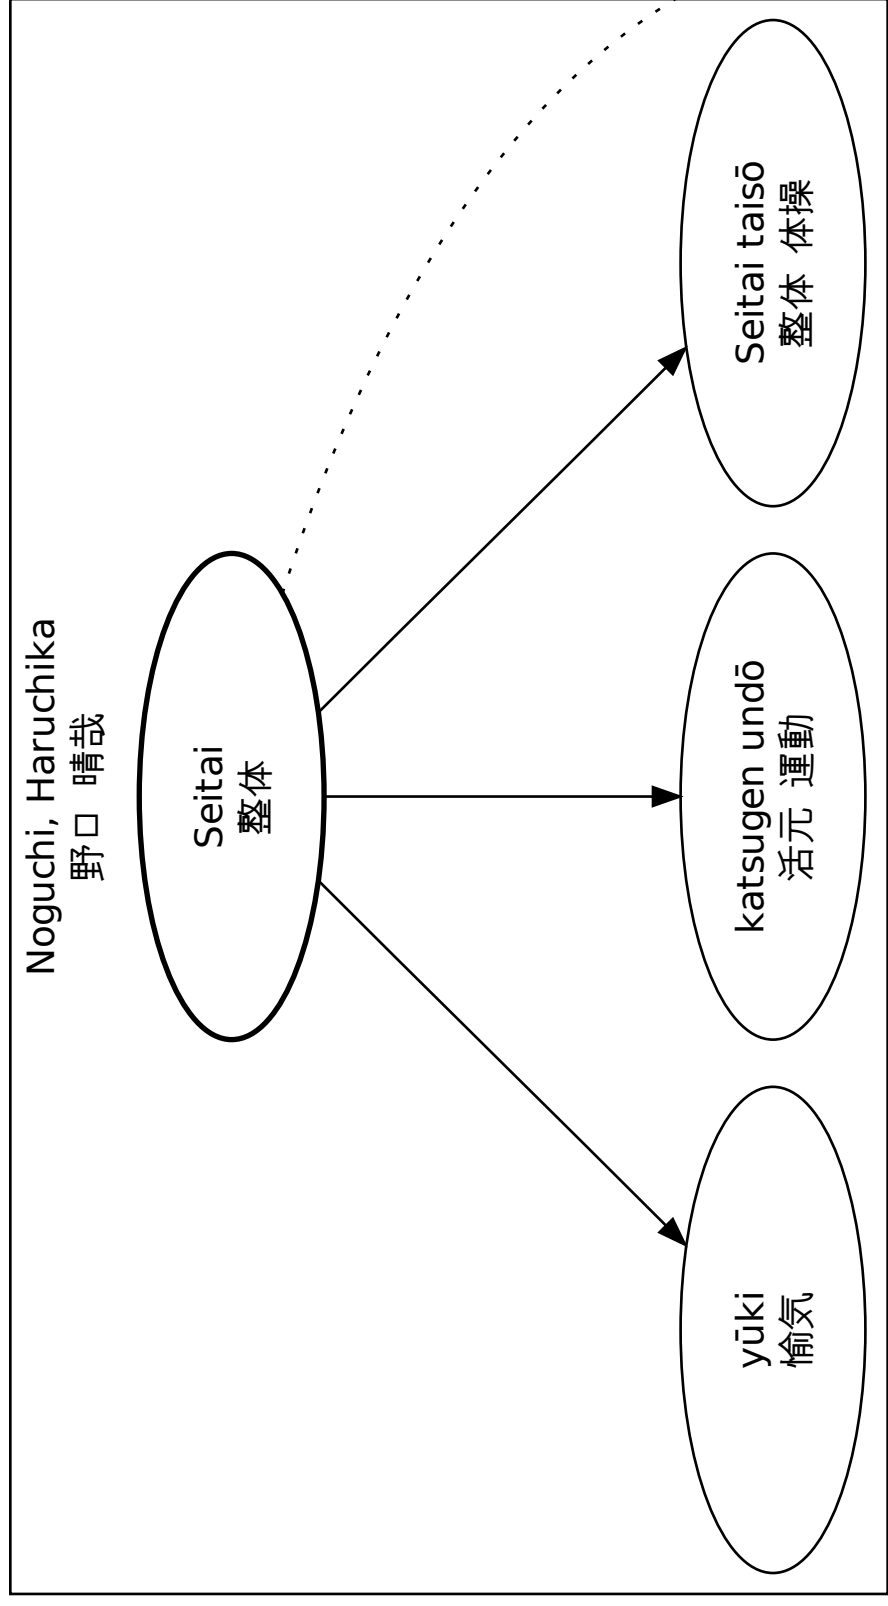 Noguchi, Haruchika
野口 晴哉
Seitai
整体
yūki
愉気
katsugen undō
活元 運動
Seitai taisō
整体 体操